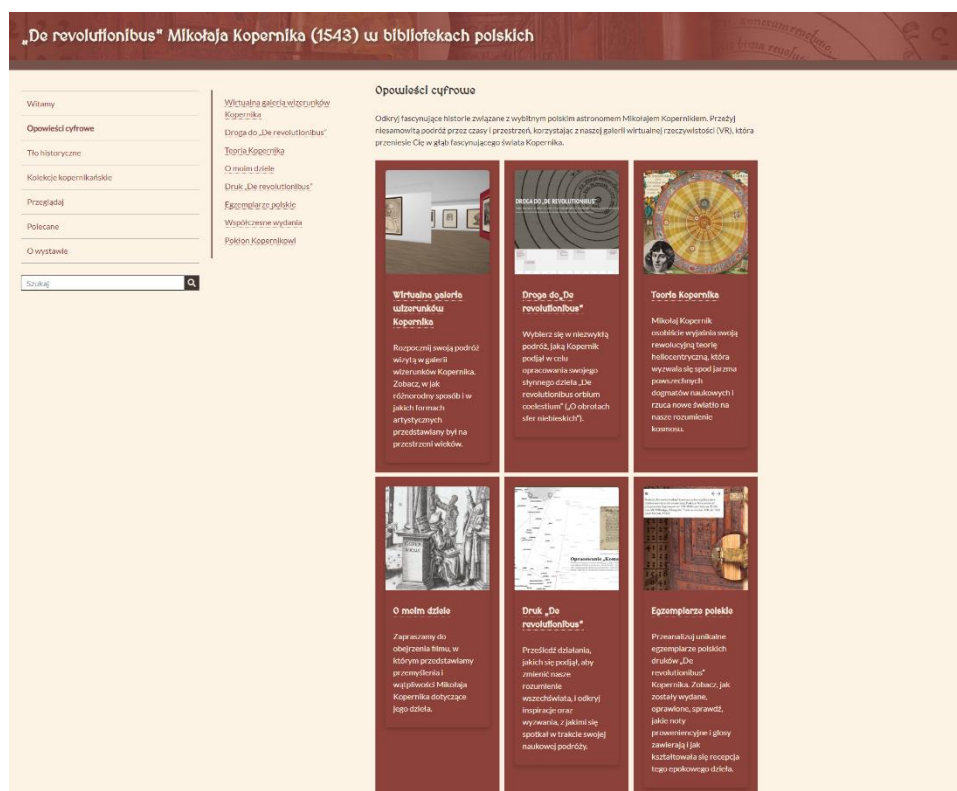 „De revolutionibus” Mikołaja Kopernika (1543) w bibliotekach polskich
Witamy
Opowieści cyfrowe
Tło historyczne
Kolekcje kopernikańskie
Przeglądaj
Polecane
O wystawie
Szukaj
Wirtualna galeria wizerunków
Kopernika
Droga do „De revolutionibus”
Teoria Kopernika
O moim dziele
Druk „De revolutionibus”
Egzemplarze polskie
Współczesne wydania
Pokłon Kopernikowi
Opowieści cyfrowe
Odkryj fascynujące historie związane z wybitnym polskim astronomem Mikołajem Kopernikiem. Przeżyj
niesamowitą podróż przez czasy i przestrzeń, korzystając z naszej galerii wirtualnej rzeczywistości (VR), która
przeniesie Cię w głąb fascynującego świata Kopernika.
Wirtualna galeria
wizerunków
Kopernika
Rozpocznij swoją podróż
wizytą w galerii
wizerunków Kopernika.
Zobacz, w jak
różnorodny sposób i w
jakich formach
artystycznych
przedstawiany był na
przestrzeni wieków.
DROGA DO „DE REVOLUTIONIBUS”
Droga do „De
revolutionibus”
Wybierz się w niezwykłą
podróż, jaką Kopernik
podjął w celu
opracowania swojego
słynnego dzieła „De
revolutionibus orbium
coelestium” („O obrotach
sfer niebieskich”).
Teoria Kopernika
Mikołaj Kopernik
osobiście wyjaśnia swoją
rewolucyjną teorię
heliocentryczną, która
wyzwala się spod jarzma
powszechnych
dogmatów naukowych i
rzuca nowe światło na
nasze rozumienie
kosmosu.
O moim dziele
Zapraszamy do
obejrzenia filmu, w
którym przedstawiamy
przemyślenia i
wątpliwości Mikołaja
Kopernika dotyczące
jego dzieła.
Druk „De
revolutionibus”
Prześledź działania,
jakich się podjął, aby
zmienić nasze
rozumienie
wszechświata, i odkryj
inspiracje oraz
wyzwania, z jakimi się
spotkał w trakcie swojej
naukowej podróży.
Egzemplarze polskie
Przeanalizuj unikalne
egzemplarze polskich
druków „De
revolutionibus”
Kopernika. Zobacz, jak
zostały wydane,
oprawione, sprawdź,
jakie noty
proweniencyjne i glosy
zawierają i jak
kształtowała się recepcja
tego epokowego dzieła.